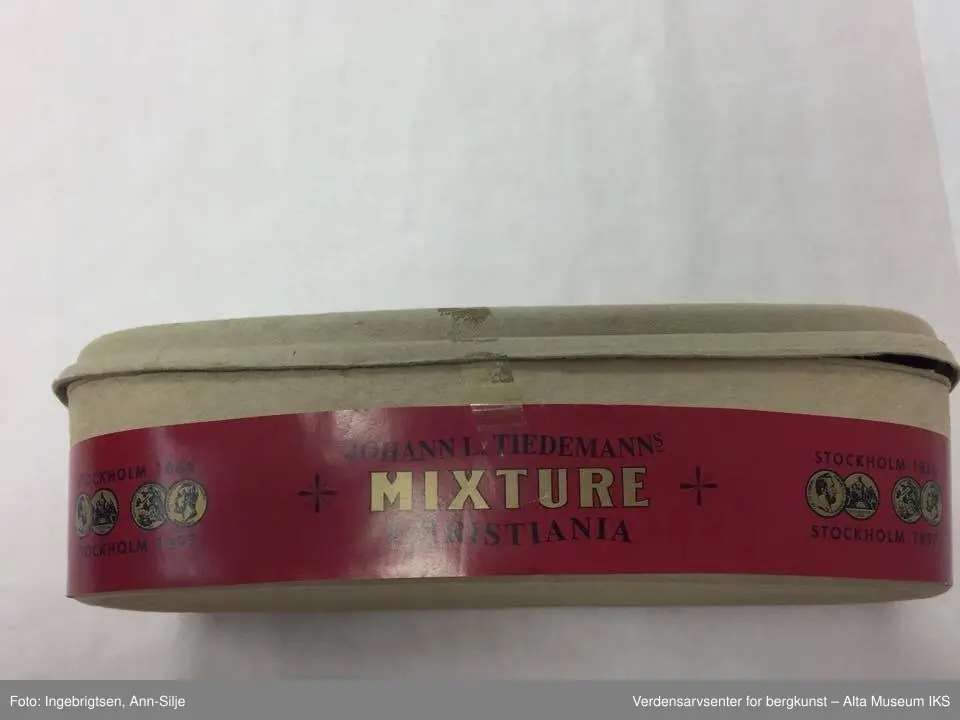 JOHANN L. TIEDEMANNS
MIXTURE
CHRISTIANIA
STOCKHOLM 1866
STOCKHOLM 1897
STOCKHOLM 1866
STOCKHOLM 1897
Foto: Ingebrigtsen, Ann-Silje
Verdensarvsenter for bergkunst – Alta Museum IKS